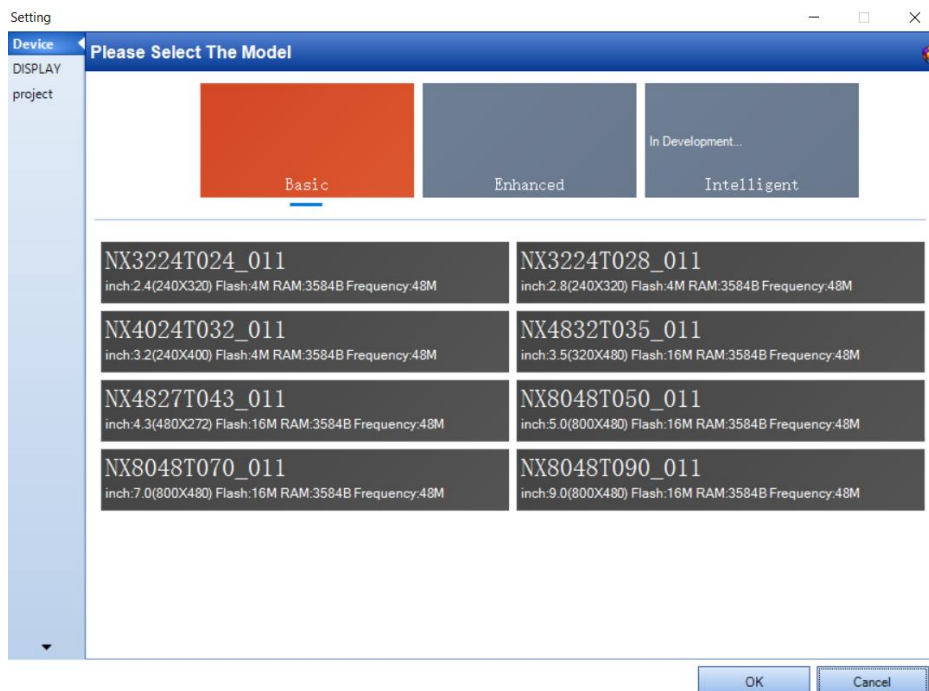 Setting
Device
DISPLAY
project
Please Select The Model
Basic
Enhanced
In Development...
Intelligent
NX3224T024_011
inch:2.4(240X320) Flash:4M RAM:3584B Frequency:48M
NX3224T028_011
inch:2.8(240X320) Flash:4M RAM:3584B Frequency:48M
NX4024T032_011
inch:3.2(240X400) Flash:4M RAM:3584B Frequency:48M
NX4832T035_011
inch:3.5(320X480) Flash:16M RAM:3584B Frequency:48M
NX4827T043_011
inch:4.3(480X272) Flash:16M RAM:3584B Frequency:48M
NX8048T050_011
inch:5.0(800X480) Flash:16M RAM:3584B Frequency:48M
NX8048T070_011
inch:7.0(800X480) Flash:16M RAM:3584B Frequency:48M
NX8048T090_011
inch:9.0(800X480) Flash:16M RAM:3584B Frequency:48M
OK
Cancel